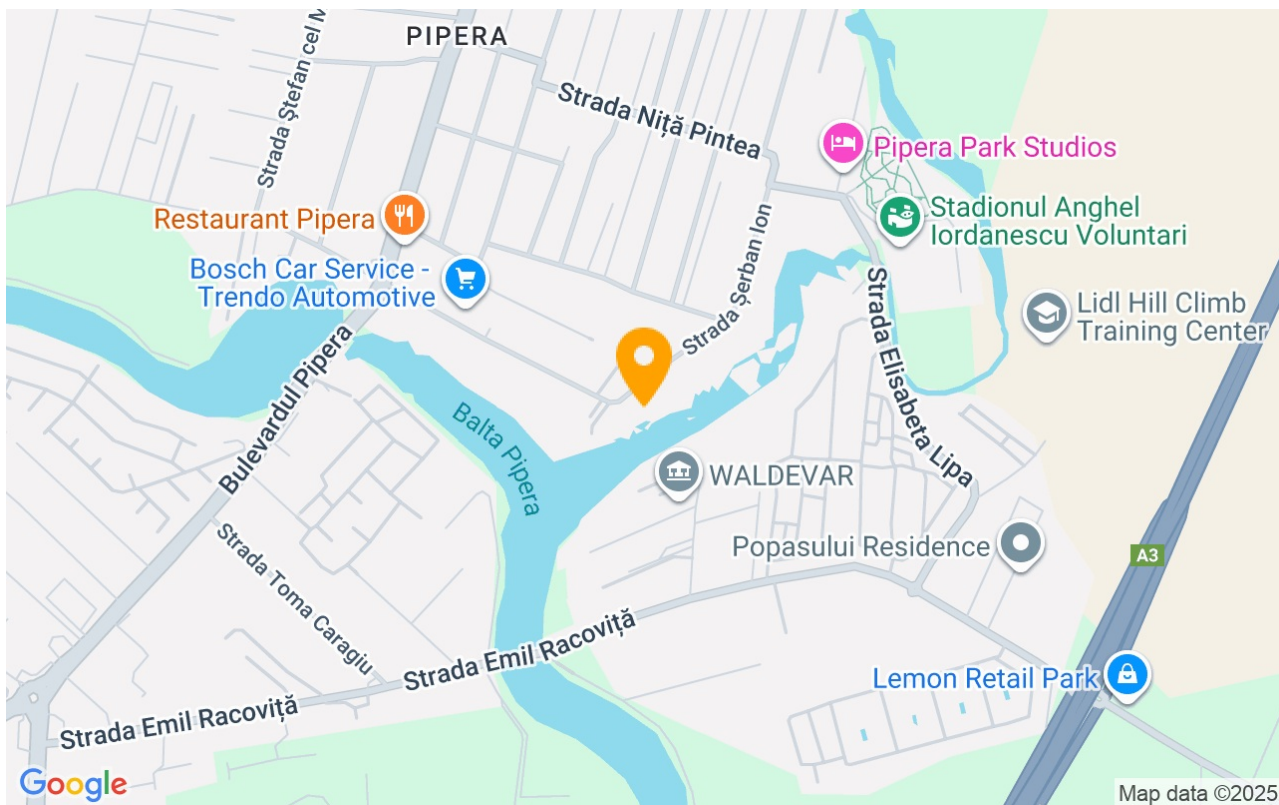 PIPERA
Strada Ștefan cel M
Strada Niță Pintea
Pipera Park Studios
Restaurant Pipera
Stadionul Anghel
Iordanescu Voluntari
Bosch Car Service -
Trendo Automotive
Strada Șerban Ion
Lidl Hill Climb
Training Center
Strada Elisabeta Lipa
Bulevardul Pipera
Balta Pipera
WALDEVAR
Popasului Residence
A3
Strada Toma Caragiu
Strada Emil Racoviță
Lemon Retail Park
Strada Emil Racoviță
Google
Map data ©2025